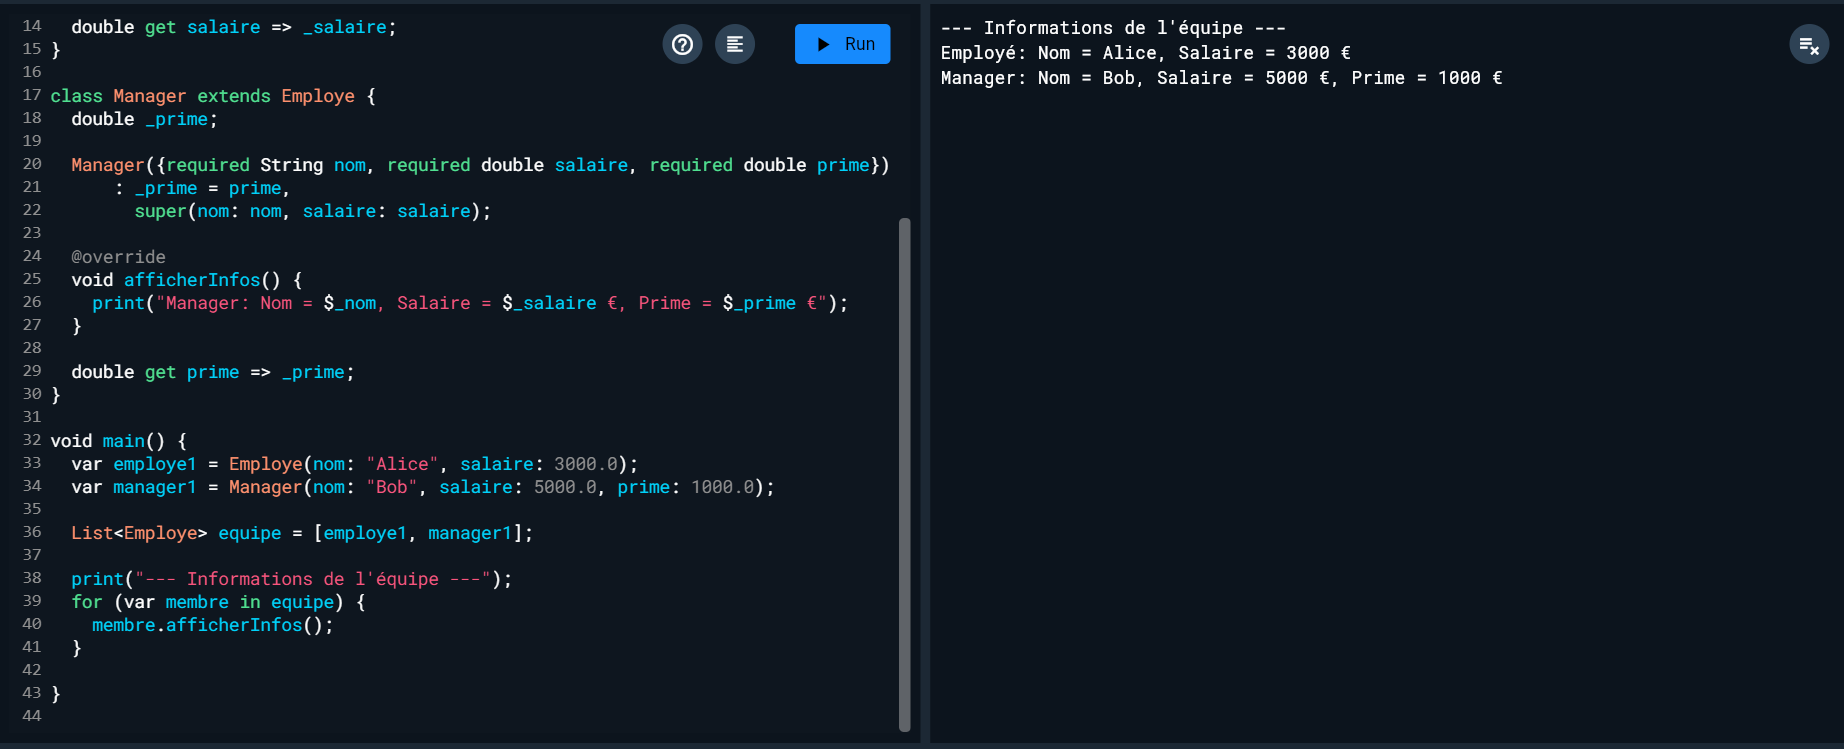 14   double get salaire => _salaire;
15 }
16
17 class Manager extends Employe {
18   double _prime;
19
20   Manager({required String nom, required double salaire, required double prime})
21       : _prime = prime,
22         super(nom: nom, salaire: salaire);
23
24   @override
25   void afficherInfos() {
26     print("Manager: Nom = $_nom, Salaire = $_salaire €, Prime = $_prime €");
27   }
28
29   double get prime => _prime;
30 }
31
32 void main() {
33   var employe1 = Employe(nom: "Alice", salaire: 3000.0);
34   var manager1 = Manager(nom: "Bob", salaire: 5000.0, prime: 1000.0);
35
36   List<Employe> equipe = [employe1, manager1];
37
38   print("--- Informations de l'équipe ---");
39   for (var membre in equipe) {
40     membre.afficherInfos();
41   }
42
43 }
44
Run
--- Informations de l'équipe ---
Employé: Nom = Alice, Salaire = 3000 €
Manager: Nom = Bob, Salaire = 5000 €, Prime = 1000 €